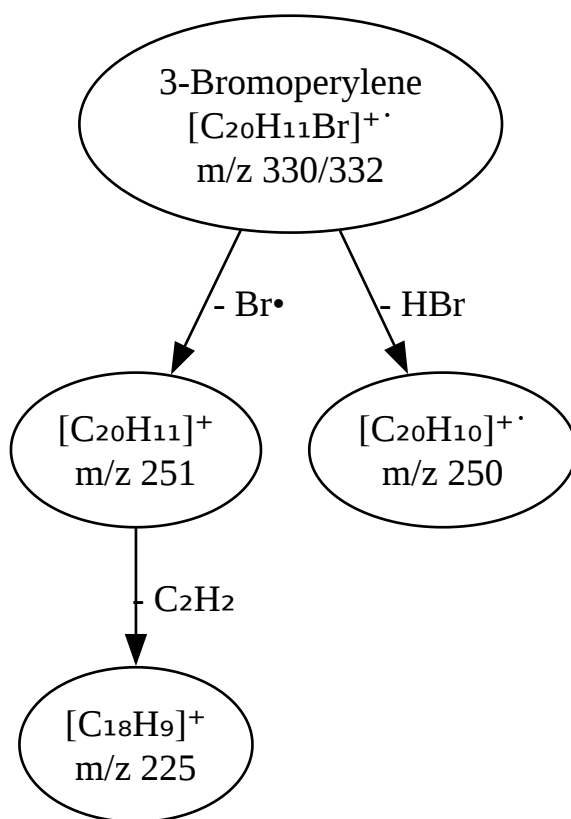 3-Bromoperylene
[C₂₀H₁₁Br]⁺˙
m/z 330/332
- Br•
- HBr
[C₂₀H₁₁]⁺
m/z 251
[C₂₀H₁₀]⁺˙
m/z 250
- C₂H₂
[C₁₈H₉]⁺
m/z 225